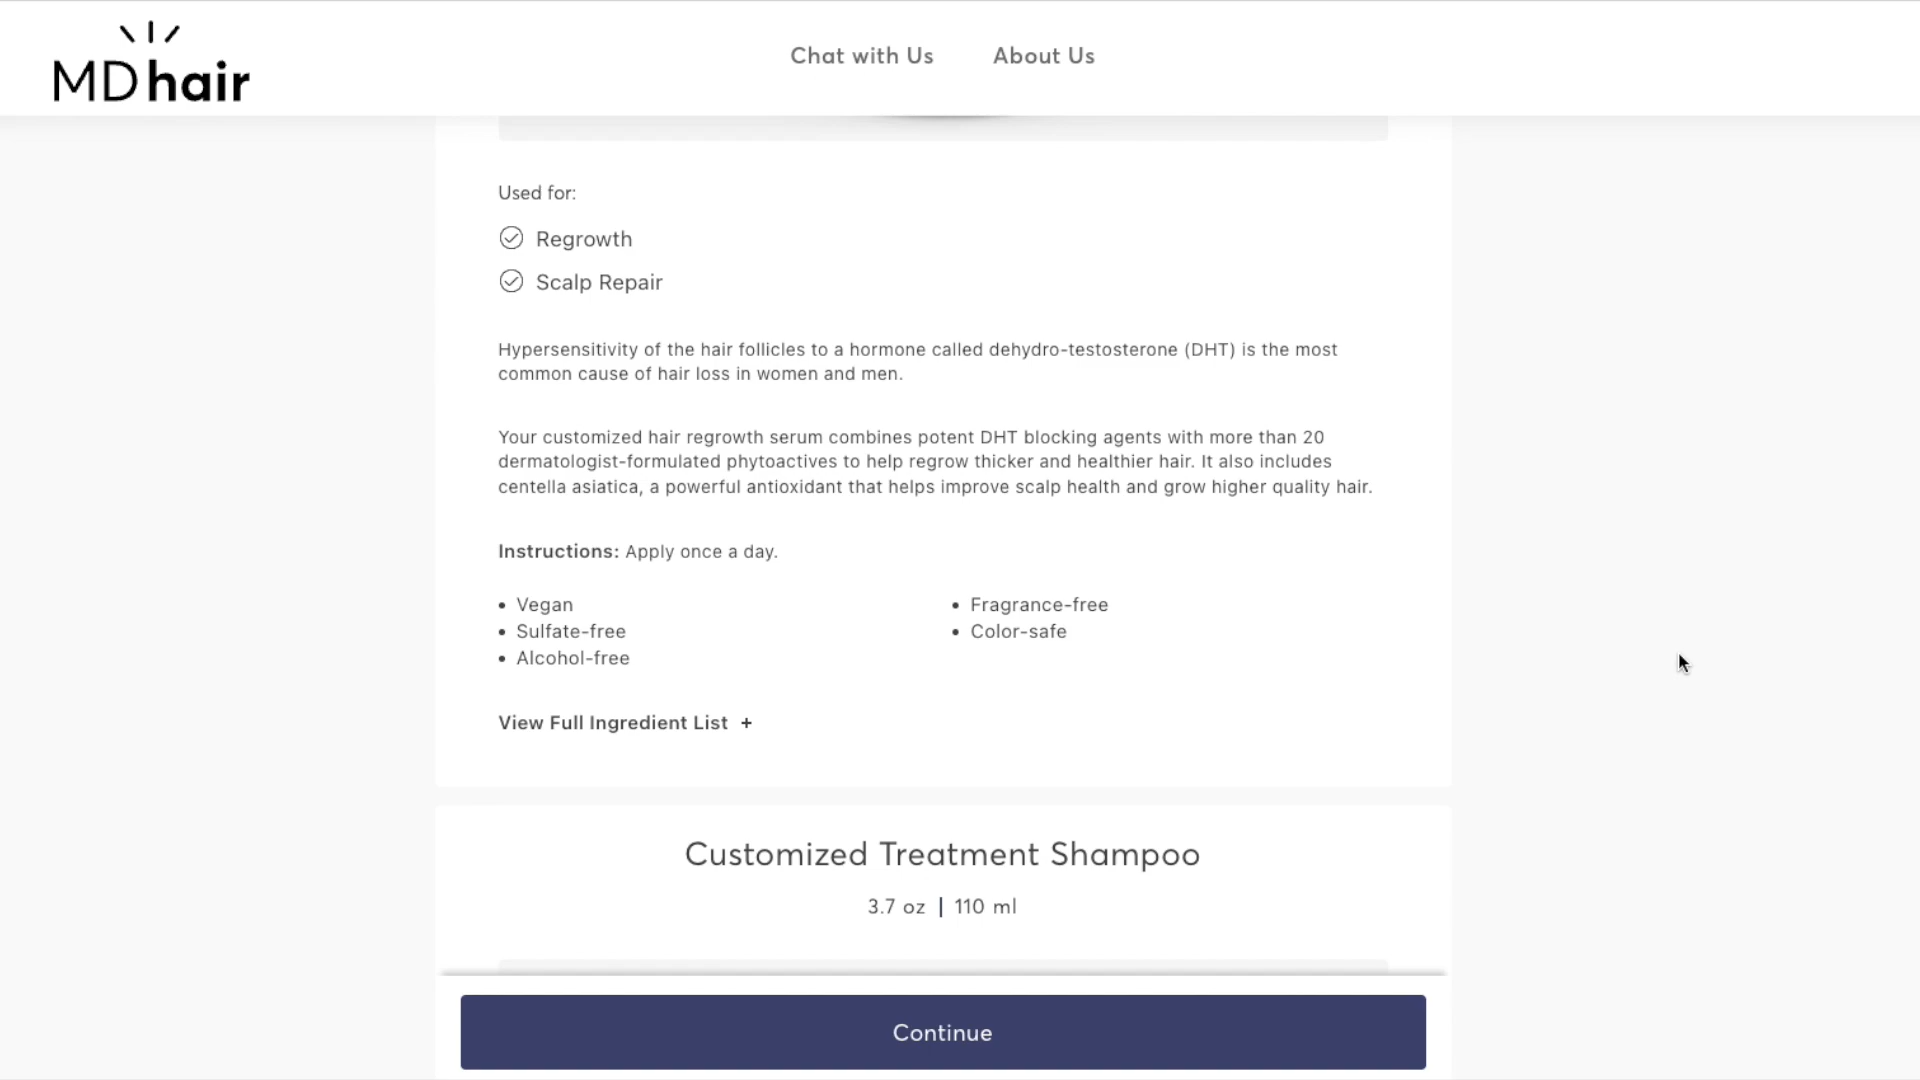 MDhair
Chat with Us
About Us
Used for:
Regrowth
Scalp Repair
Hypersensitivity of the hair follicles to a hormone called dehydro-testosterone (DHT) is the most
common cause of hair loss in women and men.
Your customized hair regrowth serum combines potent DHT blocking agents with more than 20
dermatologist-formulated phytoactives to help regrow thicker and healthier hair. It also includes
centella asiatica, a powerful antioxidant that helps improve scalp health and grow higher quality hair.
Instructions: Apply once a day.
• Vegan
• Sulfate-free
• Alcohol-free
• Fragrance-free
• Color-safe
View Full Ingredient List +
Customized Treatment Shampoo
3.7 oz | 110 ml
Continue